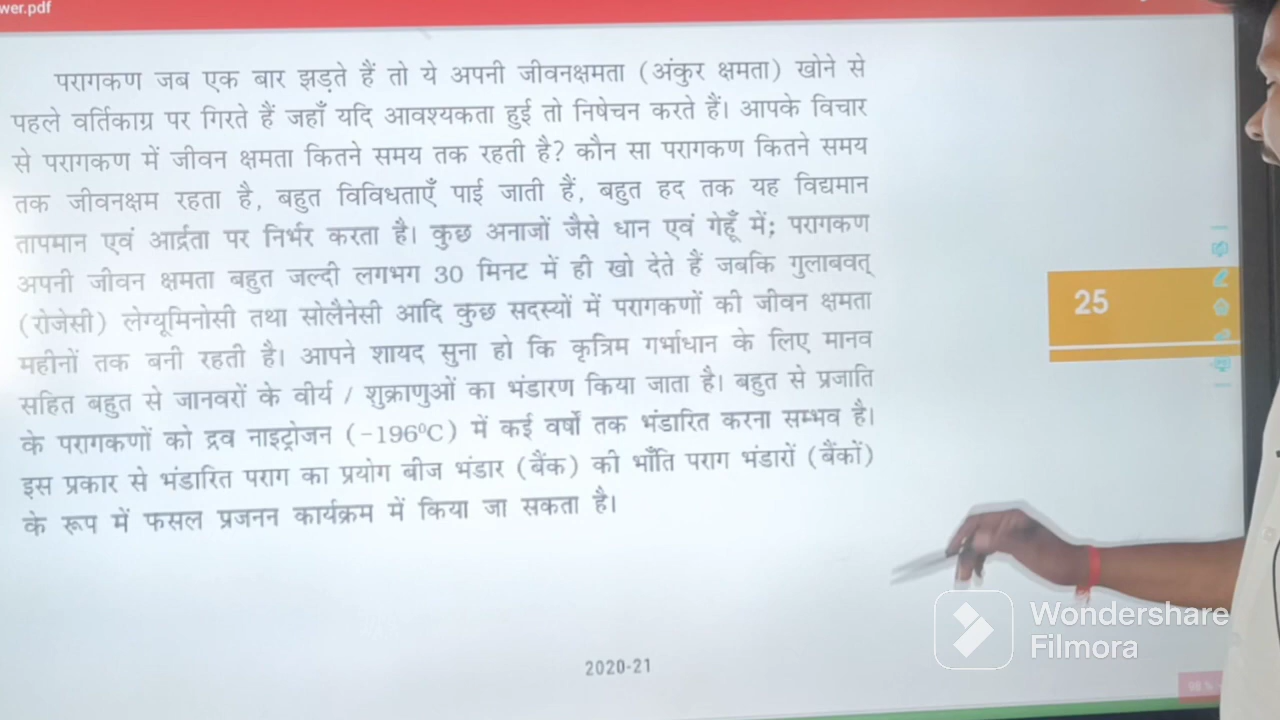 wer.pdf
परागकण जब एक बार झड़ते हैं तो ये अपनी जीवनक्षमता (अंकुर क्षमता) खोने से
पहले वर्तिकाग्र पर गिरते हैं जहाँ यदि आवश्यकता हुई तो निषेचन करते हैं। आपके विचार
से परागकण में जीवन क्षमता कितने समय तक रहती है? कौन सा परागकण कितने समय
तक जीवनक्षम रहता है, बहुत विविधताएँ पाई जाती हैं, बहुत हद तक यह विद्यमान
तापमान एवं आर्द्रता पर निर्भर करता है। कुछ अनाजों जैसे धान एवं गेहूँ में; परागकण
अपनी जीवन क्षमता बहुत जल्दी लगभग 30 मिनट में ही खो देते हैं जबकि गुलाबवत्
(रोजेसी) लेग्यूमिनोसी तथा सोलैनेसी आदि कुछ सदस्यों में परागकणों की जीवन क्षमता
महीनों तक बनी रहती है। आपने शायद सुना हो कि कृत्रिम गर्भाधान के लिए मानव
सहित बहुत से जानवरों के वीर्य / शुक्राणुओं का भंडारण किया जाता है। बहुत से प्रजाति
के परागकणों को द्रव नाइट्रोजन (-196⁰C) में कई वर्षों तक भंडारित करना सम्भव है।
इस प्रकार से भंडारित पराग का प्रयोग बीज भंडार (बैंक) की भाँति पराग भंडारों (बैंकों)
के रूप में फसल प्रजनन कार्यक्रम में किया जा सकता है।
25
2020-21
Wondershare
Filmora